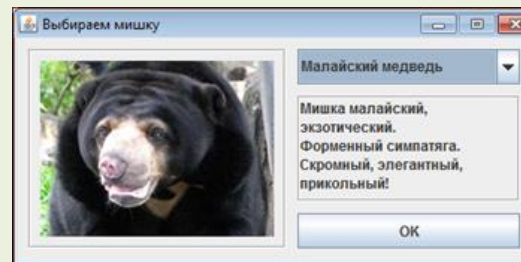 Выбираем мишку
Малайский медведь
Мишка малайский,
экзотический.
Форменный симпатяга.
Скромный, элегантный,
прикольный!
OK